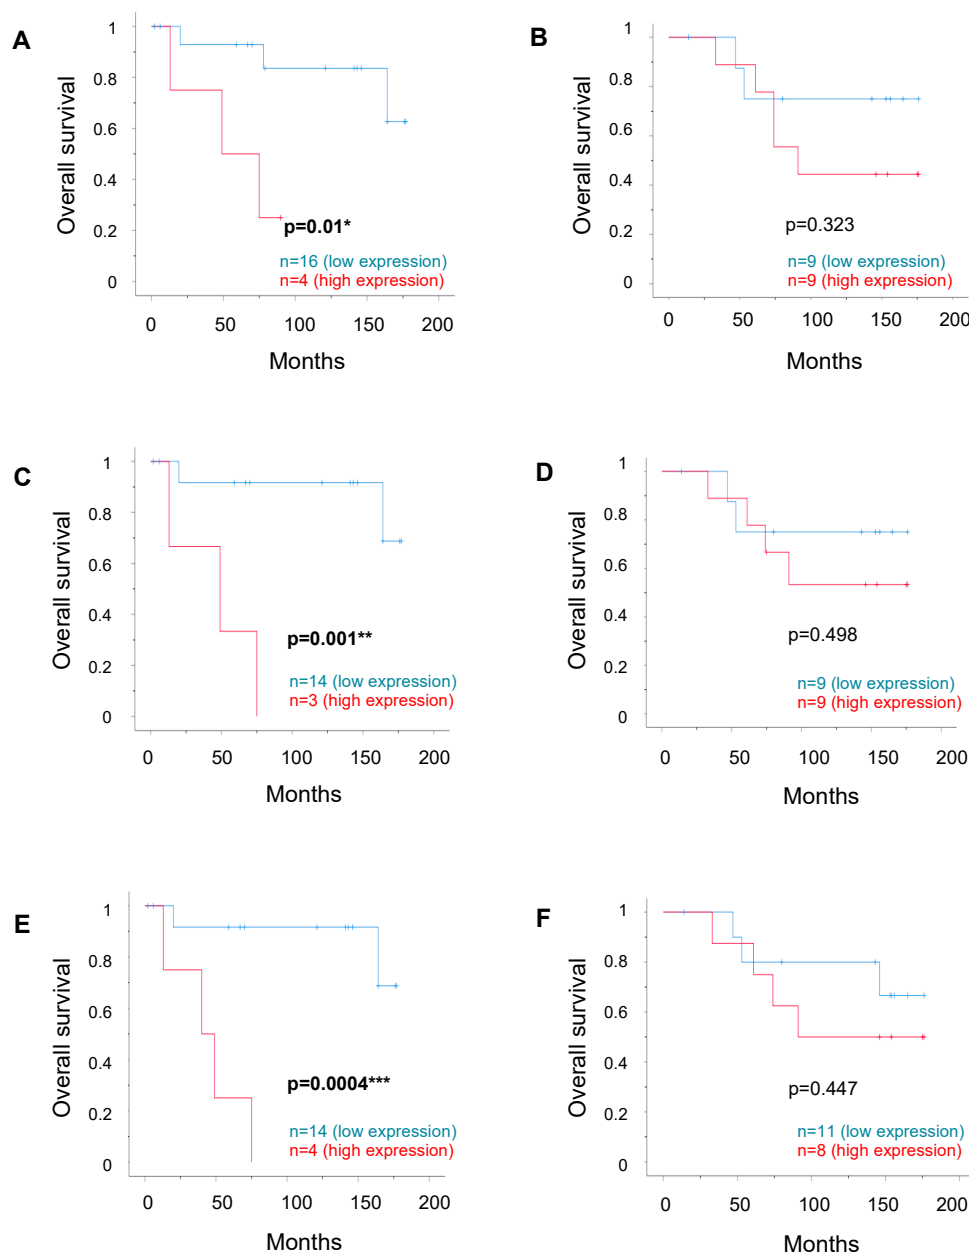 A
Overall survival
1
0.8
0.6
0.4
0.2
0
p=0.01*
n=16 (low expression)
n=4 (high expression)
0 50 100 150 200
Months
B
Overall survival
1
0.8
0.6
0.4
0.2
0
p=0.323
n=9 (low expression)
n=9 (high expression)
0 50 100 150 200
Months
C
Overall survival
1
0.8
0.6
0.4
0.2
0
p=0.001**
n=14 (low expression)
n=3 (high expression)
0 50 100 150 200
Months
D
Overall survival
1
0.8
0.6
0.4
0.2
0
p=0.498
n=9 (low expression)
n=9 (high expression)
0 50 100 150 200
Months
E
Overall survival
1
0.8
0.6
0.4
0.2
0
p=0.0004***
n=14 (low expression)
n=4 (high expression)
0 50 100 150 200
Months
F
Overall survival
1
0.8
0.6
0.4
0.2
0
p=0.447
n=11 (low expression)
n=8 (high expression)
0 50 100 150 200
Months